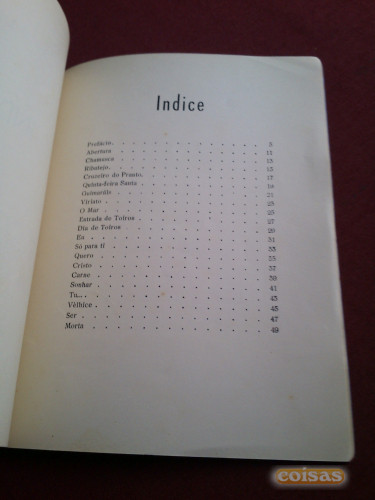 Indice
Prefácio. . . . . . . . . . . . 5
Abertura . . . . . . . . . . . . 11
Chamusca . . . . . . . . . . . . 13
Ribatejo. . . . . . . . . . . . 15
Cruzeiro do Pranto. . . . . . . . . 17
Quinta-feira Santa . . . . . . . . . 19
Guimarães . . . . . . . . . . . 21
Viriato . . . . . . . . . . . . 23
O Mar . . . . . . . . . . . . 25
Estrada de Toiros . . . . . . . . . 27
Dia de Toiros . . . . . . . . . . 29
Eu . . . . . . . . . . . . . 31
Só para ti . . . . . . . . . . . 33
Quero . . . . . . . . . . . . 35
Cristo . . . . . . . . . . . . 37
Carne . . . . . . . . . . . . 39
Sonhar . . . . . . . . . . . . 41
Tu... . . . . . . . . . . . . 43
Vélhice . . . . . . . . . . . . 45
Ser . . . . . . . . . . . . . 47
Morta . . . . . . . . . . . . 49
coisas